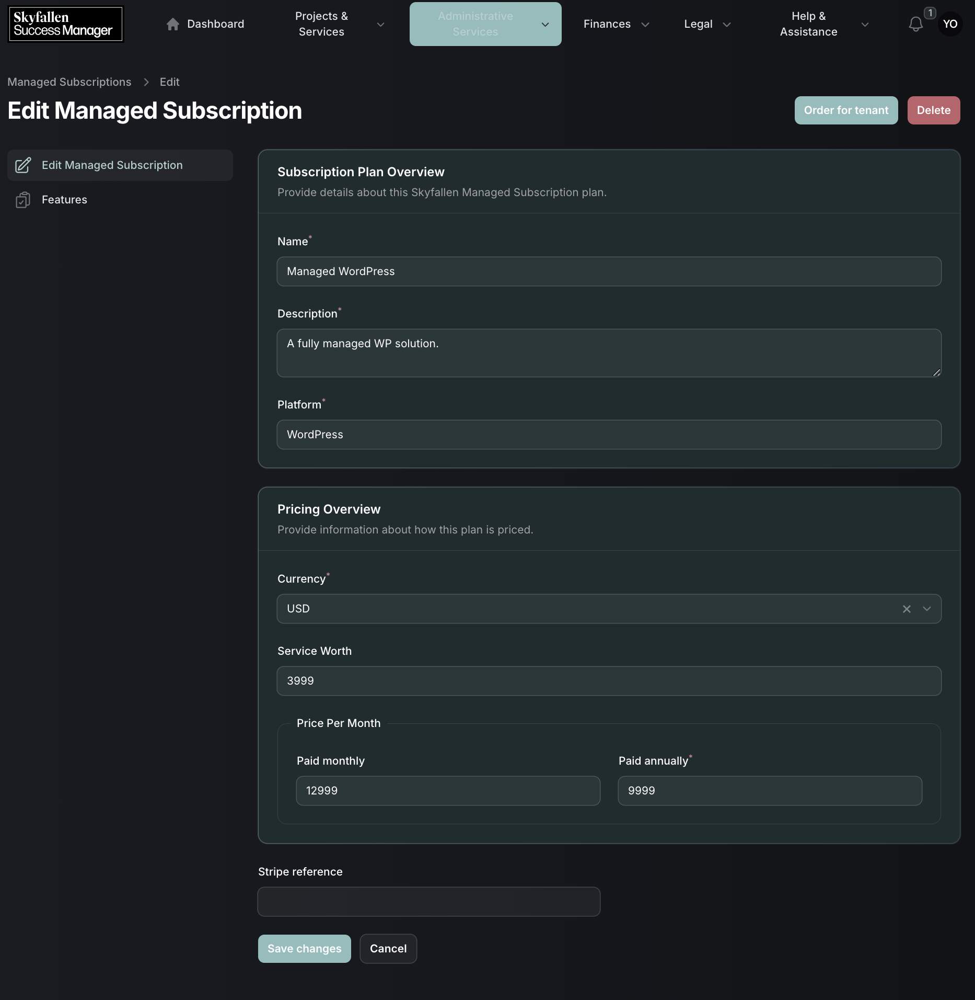 Skyfallen
Success Manager
Dashboard
Projects &
Services
Administrative
Services
Finances
Legal
Help &
Assistance
1
YO
Managed Subscriptions
Edit
Edit Managed Subscription
Order for tenant
Delete
Edit Managed Subscription
Features
Subscription Plan Overview
Provide details about this Skyfallen Managed Subscription plan.
Name*
Managed WordPress
Description*
A fully managed WP solution.
Platform*
WordPress
Pricing Overview
Provide information about how this plan is priced.
Currency*
USD
Service Worth
3999
Price Per Month
Paid monthly
Paid annually*
12999
9999
Stripe reference
Save changes
Cancel